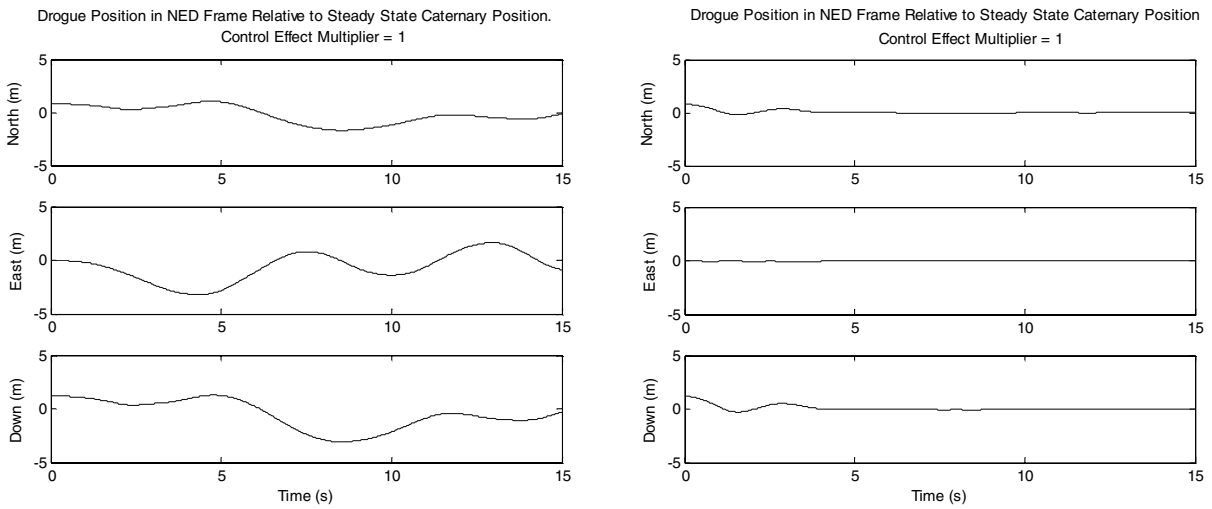 Drogue Position in NED Frame Relative to Steady State Caternary Position.
Control Effect Multiplier = 1
5
0
-5
North (m)
0 5 10 15
5
0
-5
East (m)
0 5 10 15
5
0
-5
Down (m)
0 5 10 15
Time (s)
Drogue Position in NED Frame Relative to Steady State Caternary Position
Control Effect Multiplier = 1
5
0
-5
North (m)
0 5 10 15
5
0
-5
East (m)
0 5 10 15
5
0
-5
Down (m)
0 5 10 15
Time (s)